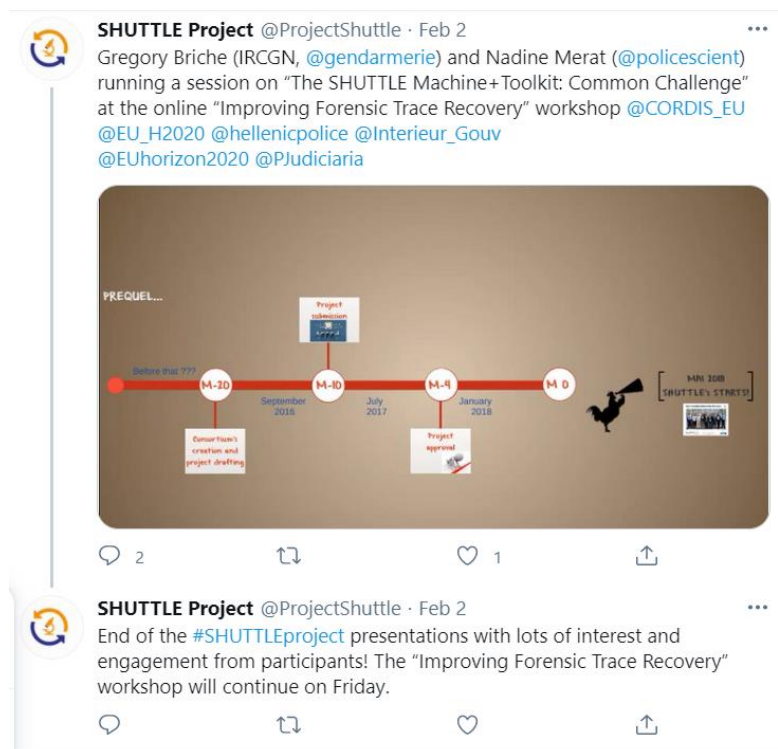 SHUTTLE Project @ProjectShuttle · Feb 2
Gregory Briche (IRCGN, @gendarmerie) and Nadine Merat (@policescient)
running a session on “The SHUTTLE Machine+Toolkit: Common Challenge”
at the online “Improving Forensic Trace Recovery” workshop @CORDIS_EU
@EU_H2020 @hellenicpolice @Interieur_Gouv
@EUhorizon2020 @PJudiciaria
PREQUEL...
Project
submission
Before that ???
M-20
M-10
M-4
M 0
September
2016
July
2017
January
2018
MAI 2018
SHUTTLE's STARTS!
Consortium's
creation and
project drafting
Project
approval
2
1
SHUTTLE Project @ProjectShuttle · Feb 2
End of the #SHUTTLEproject presentations with lots of interest and
engagement from participants! The “Improving Forensic Trace Recovery”
workshop will continue on Friday.